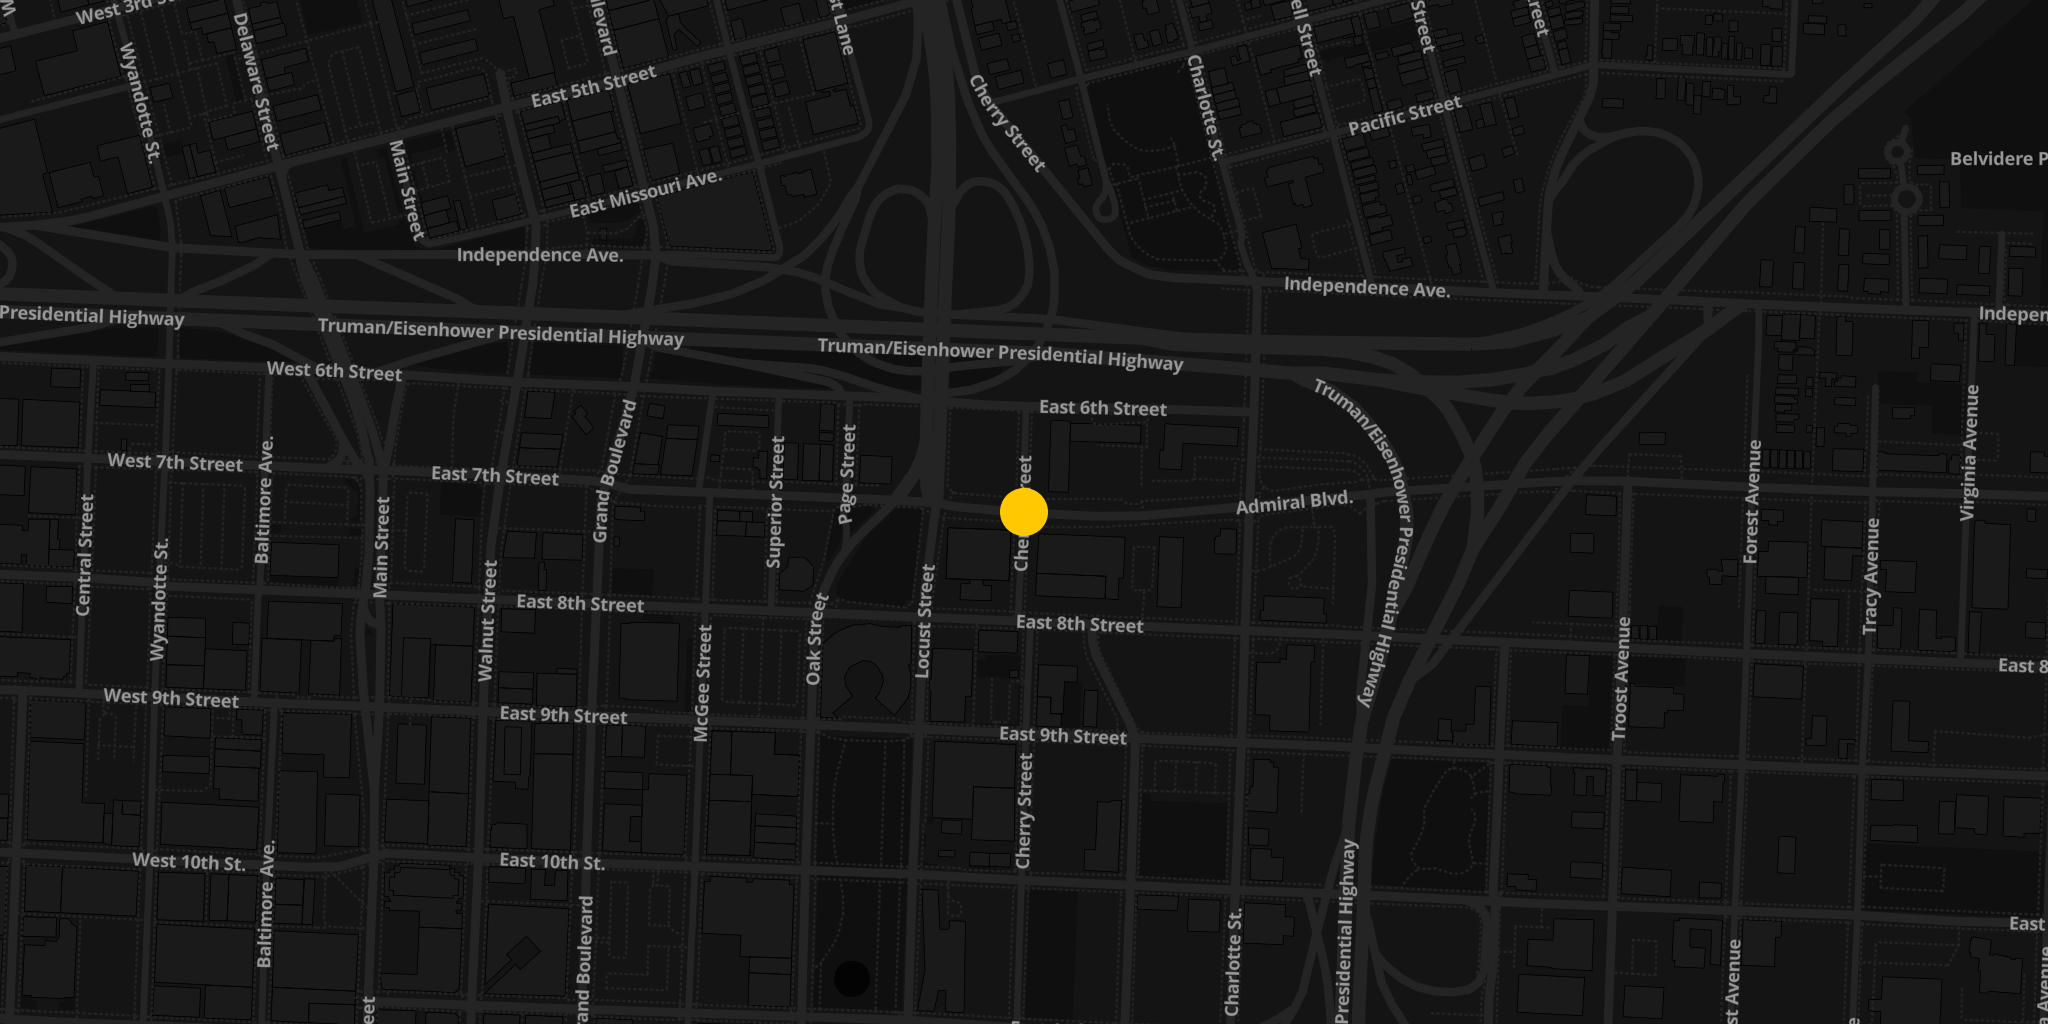 West 3rd St
Delaware Street
Wyandotte St.
East 5th Street
Cherry Street
Charlotte St.
Pacific Street
Main Street
East Missouri Ave.
Belvidere P
Independence Ave.
Independence Ave.
Indepen
Presidential Highway
Truman/Eisenhower Presidential Highway
Truman/Eisenhower Presidential Highway
West 6th Street
East 6th Street
Truman/Eisenhower Presidential Highway
Grand Boulevard
Virginia Avenue
West 7th Street
East 7th Street
Baltimore Ave.
Superior Street
Page Street
Forest Avenue
Admiral Blvd.
Central Street
Wyandotte St.
Main Street
Walnut Street
East 8th Street
Oak Street
Locust Street
East 8th Street
Tracy Avenue
Troost Avenue
East 8
McGee Street
West 9th Street
East 9th Street
East 9th Street
Cherry Street
West 10th St.
East 10th St.
Baltimore Ave.
Presidential Highway
Charlotte St.
East